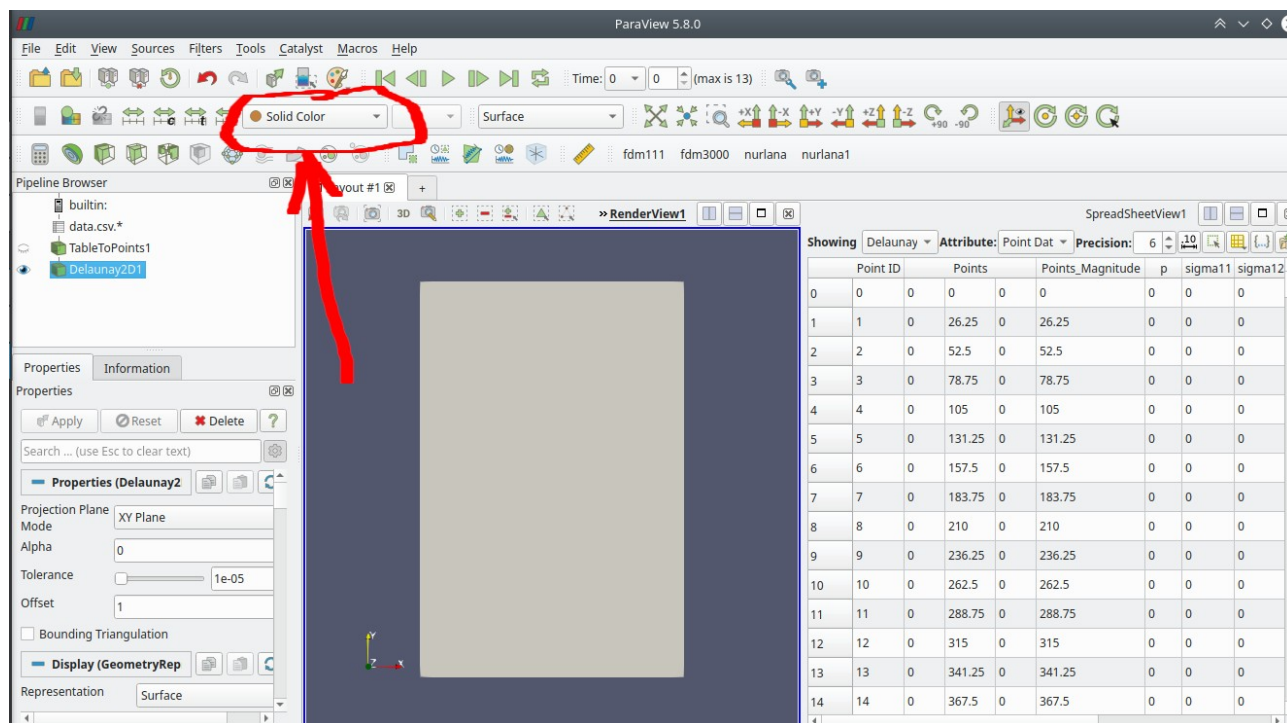 ParaView 5.8.0
File Edit View Sources Filters Tools Catalyst Macros Help
Time: 0 0 (max is 13)
Solid Color Surface +X -X +Y -Y +Z -Z +90 -90
fdm111 fdm3000 nurlana nurlana1
Pipeline Browser
builtin:
data.csv.*
TableToPoints1
Delaunay2D1
Properties Information
Properties
Apply Reset Delete ?
Search ... (use Esc to clear text)
Properties (Delaunay2
Projection Plane Mode XY Plane
Alpha 0
Tolerance 1e-05
Offset 1
Bounding Triangulation
Display (GeometryRep
Representation Surface
yout #1 +
3D » RenderView1
Y
Z X
SpreadSheetView1
Showing Delaunay Attribute: Point Dat Precision: 6 .10 {...}
Point ID Points Points_Magnitude p sigma11 sigma12
0 0 0 0 0 0 0 0 0
1 1 0 26.25 0 26.25 0 0 0
2 2 0 52.5 0 52.5 0 0 0
3 3 0 78.75 0 78.75 0 0 0
4 4 0 105 0 105 0 0 0
5 5 0 131.25 0 131.25 0 0 0
6 6 0 157.5 0 157.5 0 0 0
7 7 0 183.75 0 183.75 0 0 0
8 8 0 210 0 210 0 0 0
9 9 0 236.25 0 236.25 0 0 0
10 10 0 262.5 0 262.5 0 0 0
11 11 0 288.75 0 288.75 0 0 0
12 12 0 315 0 315 0 0 0
13 13 0 341.25 0 341.25 0 0 0
14 14 0 367.5 0 367.5 0 0 0